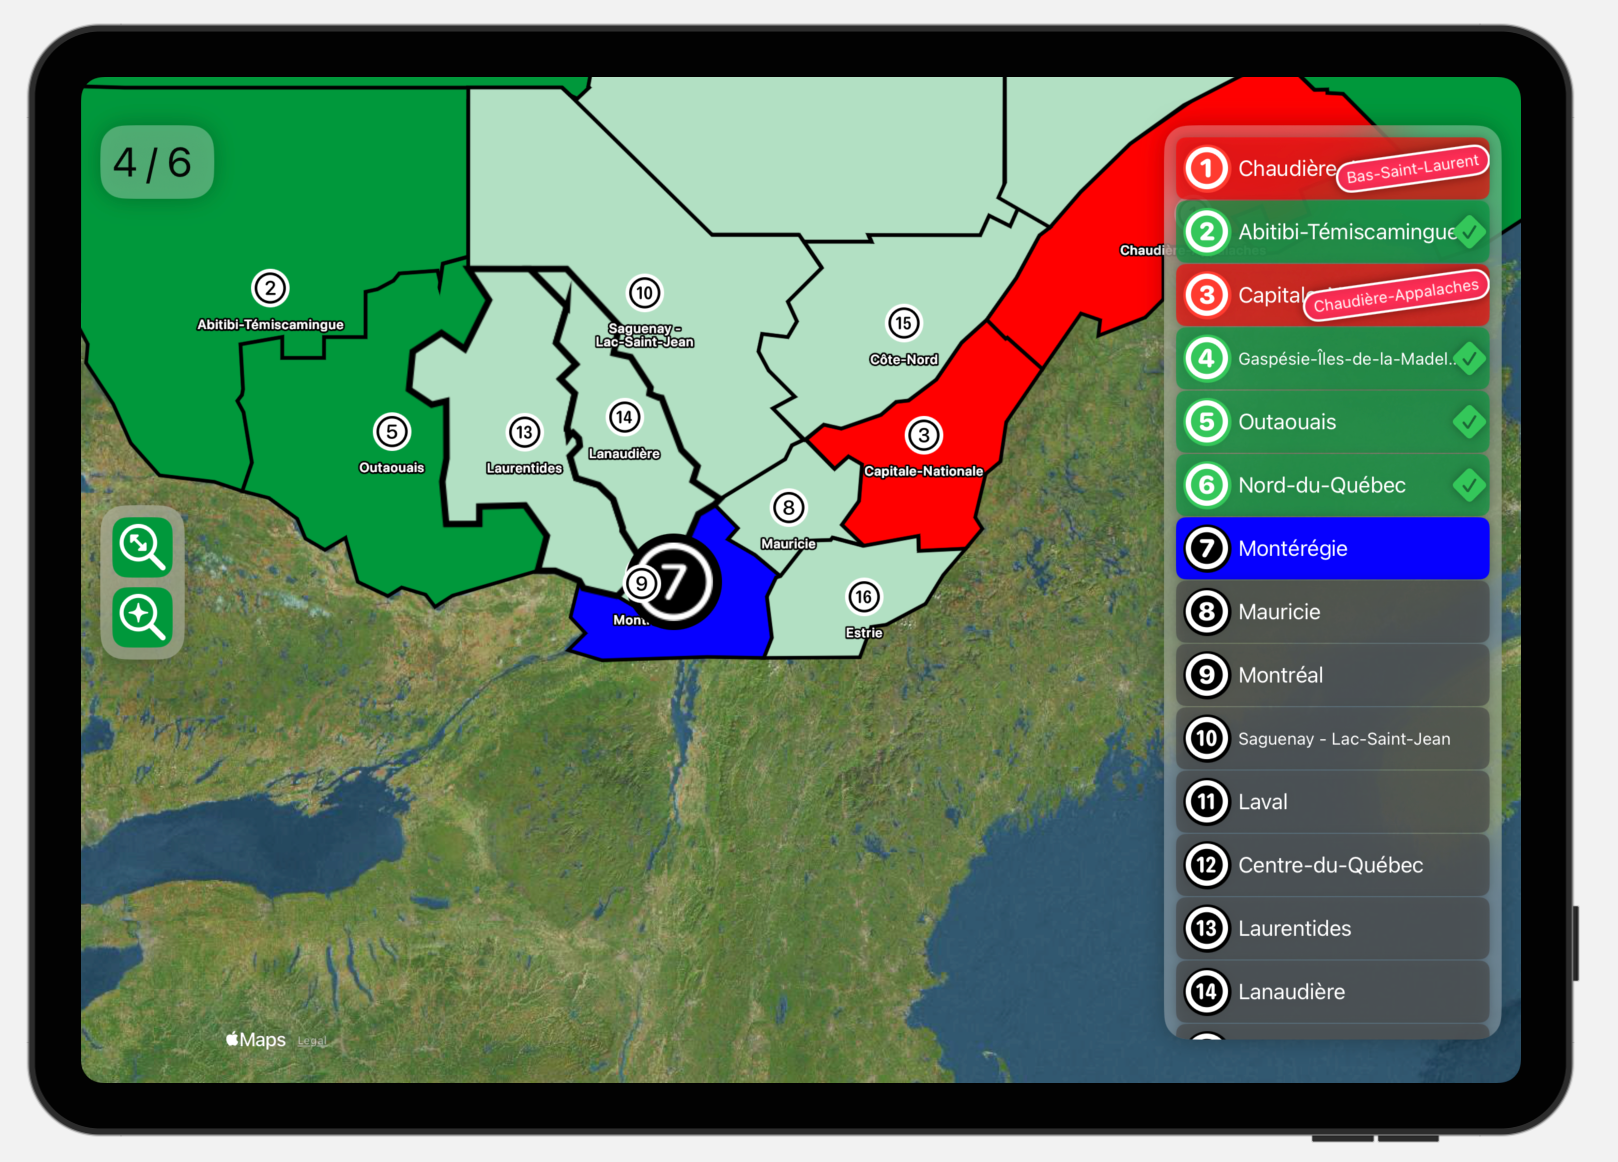 4 / 6
2
Abitibi-Témiscamingue
10
Saguenay -
Lac-Saint-Jean
15
Côte-Nord
5
Outaouais
13
Laurentides
14
Lanaudière
3
Capitale-Nationale
8
Mauricie
9
7
16
Estrie
1 Chaudière
Bas-Saint-Laurent
2 Abitibi-Témiscamingue
3
Chaudière-Appalaches
4 Gaspésie-Îles-de-la-Madel...
5 Outaouais
6 Nord-du-Québec
7 Montérégie
8 Mauricie
9 Montréal
10 Saguenay - Lac-Saint-Jean
11 Laval
12 Centre-du-Québec
13 Laurentides
14 Lanaudière
Maps Legal